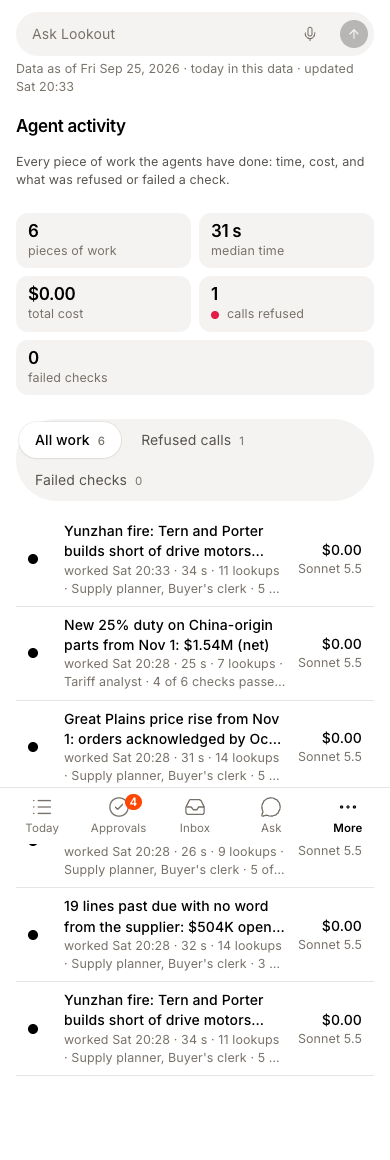 Ask Lookout
Data as of Fri Sep 25, 2026 · today in this data · updated
Sat 20:33
Agent activity
Every piece of work the agents have done: time, cost, and
what was refused or failed a check.
6
pieces of work
31 s
median time
$0.00
total cost
1
calls refused
0
failed checks
All work 6
Refused calls 1
Failed checks 0
Yunzhan fire: Tern and Porter
builds short of drive motors…
worked Sat 20:33 · 34 s · 11 lookups
· Supply planner, Buyer's clerk · 5 …
$0.00
Sonnet 5.5
New 25% duty on China-origin
parts from Nov 1: $1.54M (net)
worked Sat 20:28 · 25 s · 7 lookups ·
Tariff analyst · 4 of 6 checks passe…
$0.00
Sonnet 5.5
Great Plains price rise from Nov
1: orders acknowledged by Oc…
worked Sat 20:28 · 31 s · 14 lookups
· Supply planner, Buyer's clerk · 5 …
$0.00
Sonnet 5.5
Today
4
Approvals
Inbox
Ask
More
worked Sat 20:28 · 26 s · 9 lookups ·
Supply planner, Buyer's clerk · 5 of…
Sonnet 5.5
19 lines past due with no word
from the supplier: $504K open…
worked Sat 20:28 · 32 s · 14 lookups
· Supply planner, Buyer's clerk · 3 …
$0.00
Sonnet 5.5
Yunzhan fire: Tern and Porter
builds short of drive motors…
worked Sat 20:28 · 34 s · 11 lookups
· Supply planner, Buyer's clerk · 5 …
$0.00
Sonnet 5.5